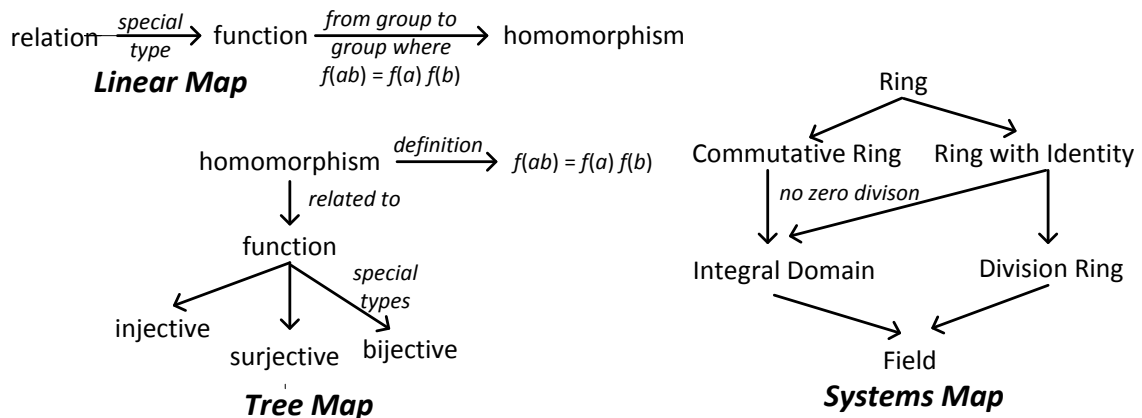 relation
special
type
function
from group to
group where
f(ab) = f(a) f(b)
homomorphism
Linear Map
homomorphism
definition
f(ab) = f(a) f(b)
related to
function
special
types
injective
surjective
bijective
Tree Map
Ring
Commutative Ring
Ring with Identity
no zero divison
Integral Domain
Division Ring
Field
Systems Map